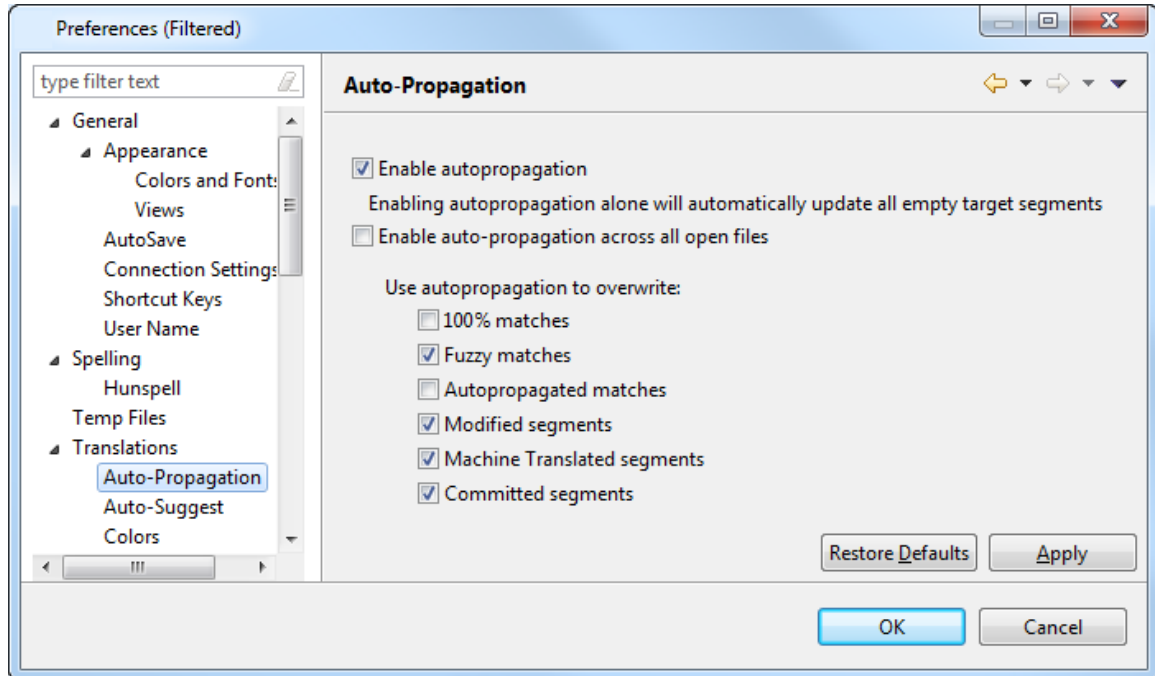 Preferences (Filtered)
type filter text
General
Appearance
Colors and Fonts
Views
AutoSave
Connection Settings
Shortcut Keys
User Name
Spelling
Hunspell
Temp Files
Translations
Auto-Propagation
Auto-Suggest
Colors
Auto-Propagation
Enable autopropagation
Enabling autopropagation alone will automatically update all empty target segments
Enable auto-propagation across all open files
Use autopropagation to overwrite:
100% matches
Fuzzy matches
Autopropagated matches
Modified segments
Machine Translated segments
Committed segments
Restore Defaults
Apply
OK
Cancel